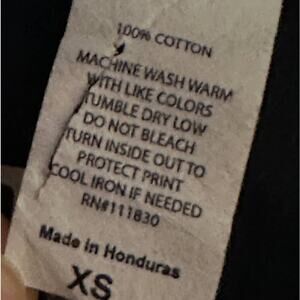 100% COTTON
MACHINE WASH WARM
WITH LIKE COLORS
TUMBLE DRY LOW
DO NOT BLEACH
TURN INSIDE OUT TO
PROTECT PRINT
COOL IRON IF NEEDED
RN#111830
Made in Honduras
XS